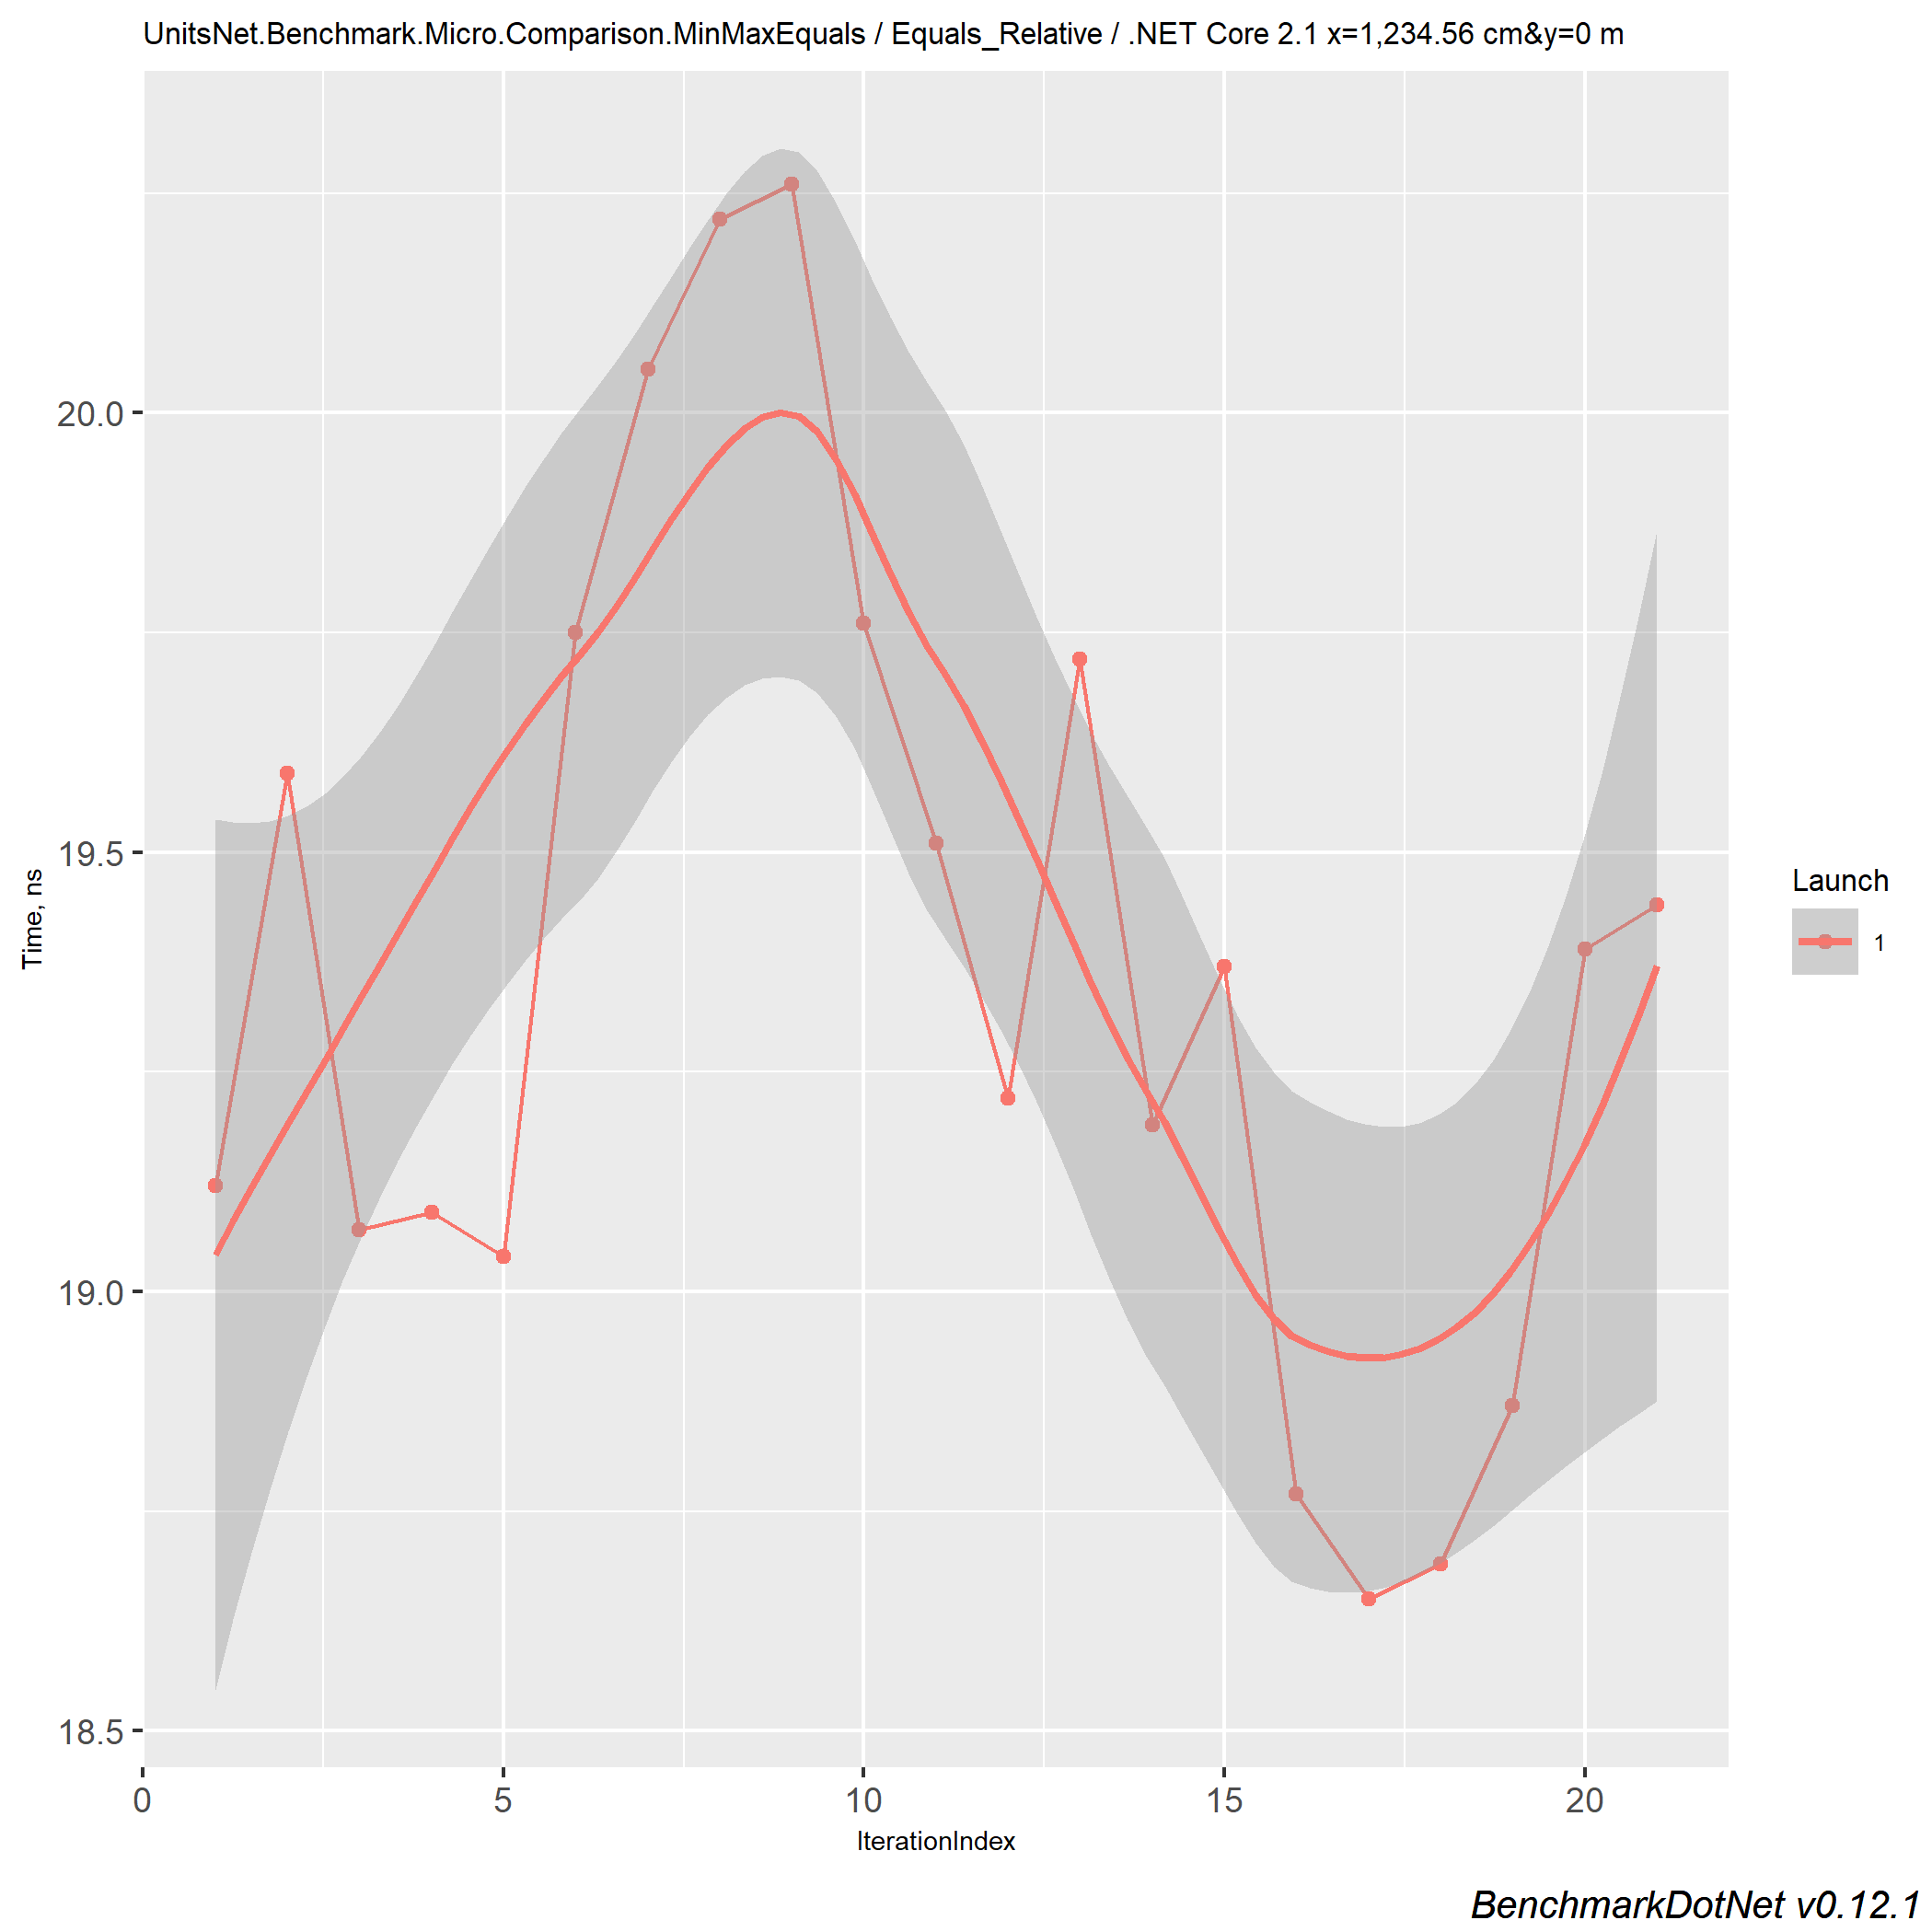 UnitsNet.Benchmark.Micro.Comparison.MinMaxEquals / Equals_Relative / .NET Core 2.1 x=1,234.56 cm&y=0 m
20.0
19.5
19.0
18.5
Time, ns
0 5 10 15 20
IterationIndex
Launch
1
BenchmarkDotNet v0.12.1